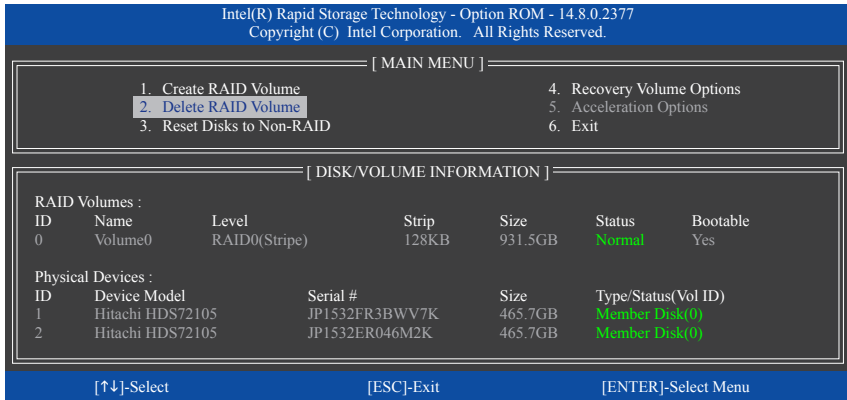 Intel(R) Rapid Storage Technology - Option ROM - 14.8.0.2377
Copyright (C) Intel Corporation. All Rights Reserved.
[ MAIN MENU ]
1. Create RAID Volume 4. Recovery Volume Options
2. Delete RAID Volume 5. Acceleration Options
3. Reset Disks to Non-RAID 6. Exit
[ DISK/VOLUME INFORMATION ]
RAID Volumes :
ID Name Level Strip Size Status Bootable
0 Volume0 RAID0(Stripe) 128KB 931.5GB Normal Yes
Physical Devices :
ID Device Model Serial # Size Type/Status(Vol ID)
1 Hitachi HDS72105 JP1532FR3BWV7K 465.7GB Member Disk(0)
2 Hitachi HDS72105 JP1532ER046M2K 465.7GB Member Disk(0)
[↑↓]-Select [ESC]-Exit [ENTER]-Select Menu